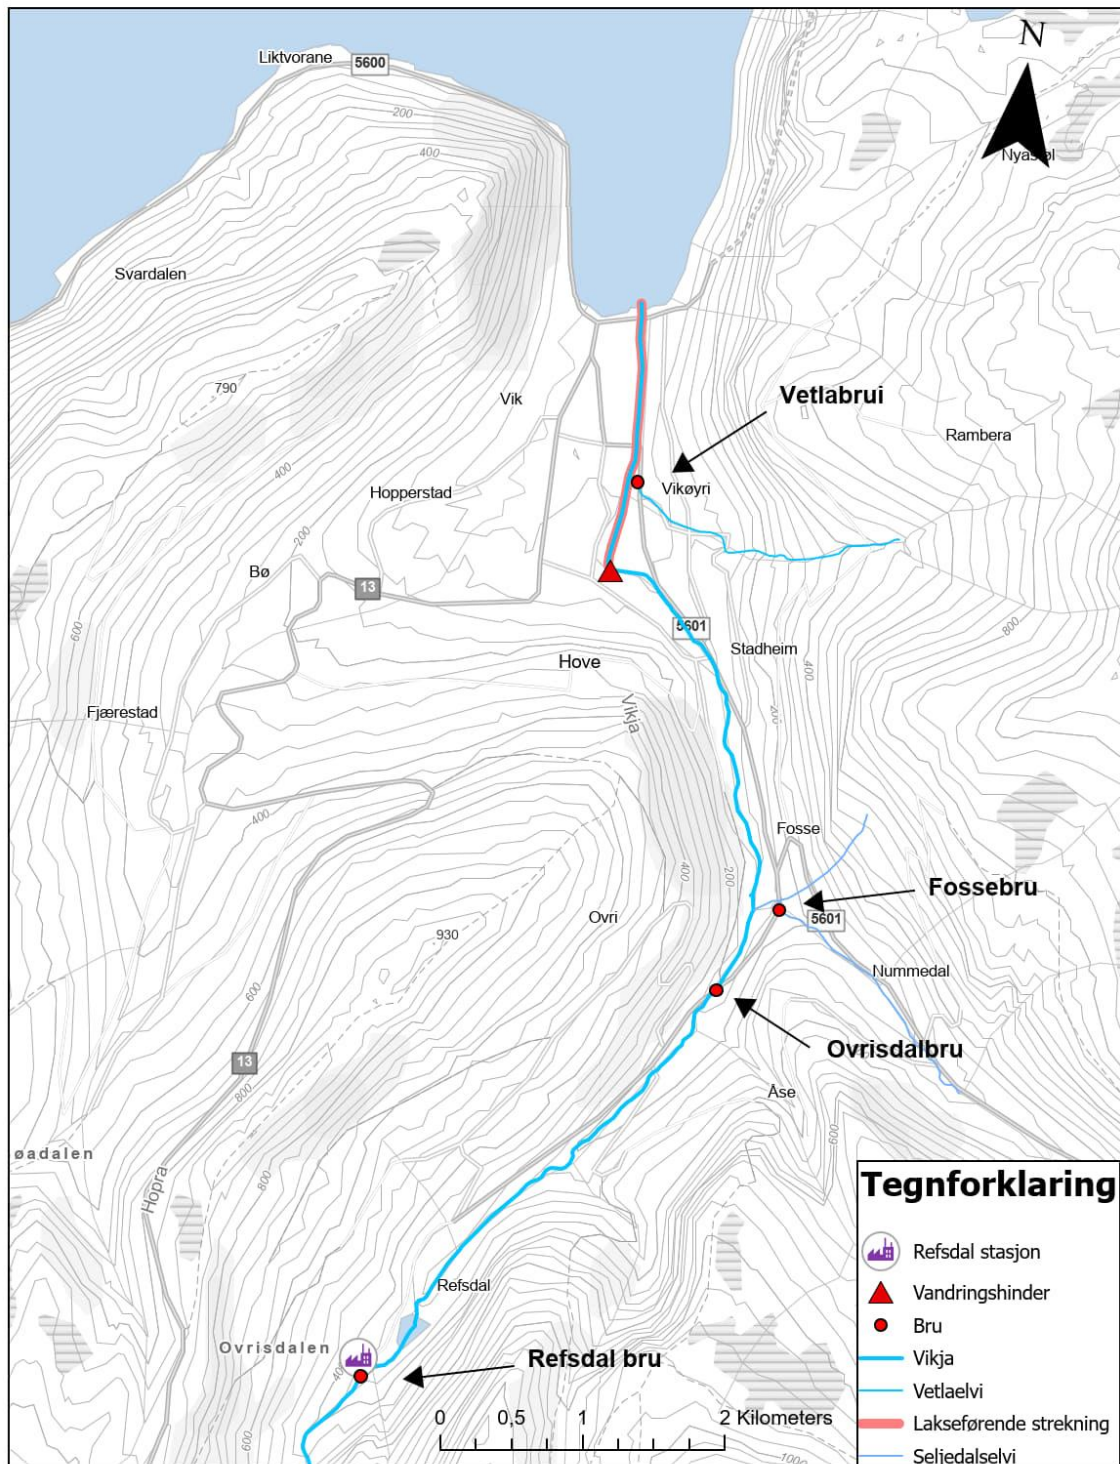 Liktvorane
5600
N
200
400
Nyastøl
Svardalen
790
Vik
Vetlabrui
Rambera
400
Hopperstad
Vikøyri
200
Bø
13
600
5601
800
Stadheim
Hove
400
Fjærestad
Vikja
200
400
Fosse
400
200
Fossebru
930
Ovri
5601
Nummedal
600
Ovrisdalbru
13
800
Åse
600
øadalen
Hopra
800
Tegnforklaring
Refsdal stasjon
Refsdal
Vandringshinder
Bru
Ovrisdalen
Refsdal bru
Vikja
400
Vetlaelvi
0 0,5 1 2 Kilometers
Lakseførende strekning
600
1000
Seljedalselvi